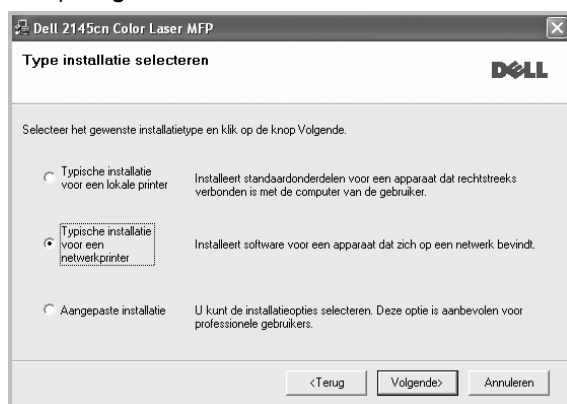 Dell 2145cn Color Laser MFP
Type installatie selecteren
DELL
Selecteer het gewenste installatietype en klik op de knop Volgende.
Typische installatie
voor een lokale printer
Installeert standaardonderdelen voor een apparaat dat rechtstreeks
verbonden is met de computer van de gebruiker.
Typische installatie
voor een
netwerkprinter
Installeert software voor een apparaat dat zich op een netwerk bevindt.
Aangepaste installatie
U kunt de installatieopties selecteren. Deze optie is aanbevolen voor
professionele gebruikers.
<Terug
Volgende>
Annuleren